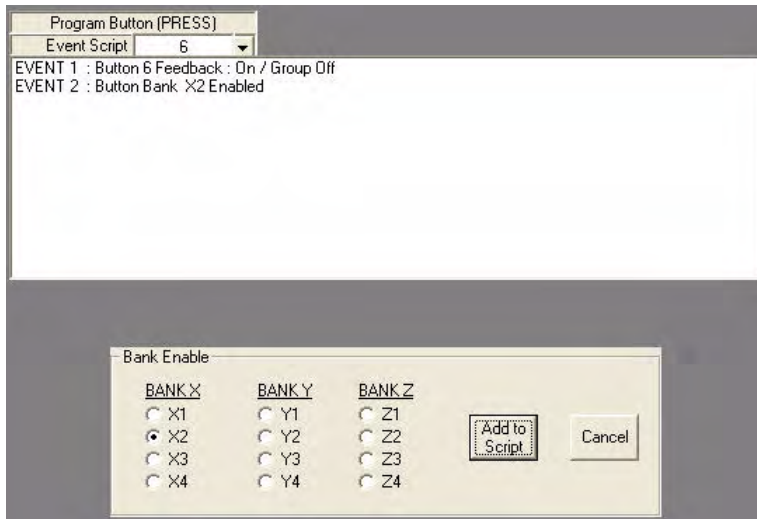 Program Button (PRESS)
Event Script 6
EVENT 1 : Button 6 Feedback : On / Group Off
EVENT 2 : Button Bank X2 Enabled
Bank Enable
BANK X BANK Y BANK Z
X1 Y1 Z1
X2 Y2 Z2
X3 Y3 Z3
X4 Y4 Z4
Add to
Script
Cancel